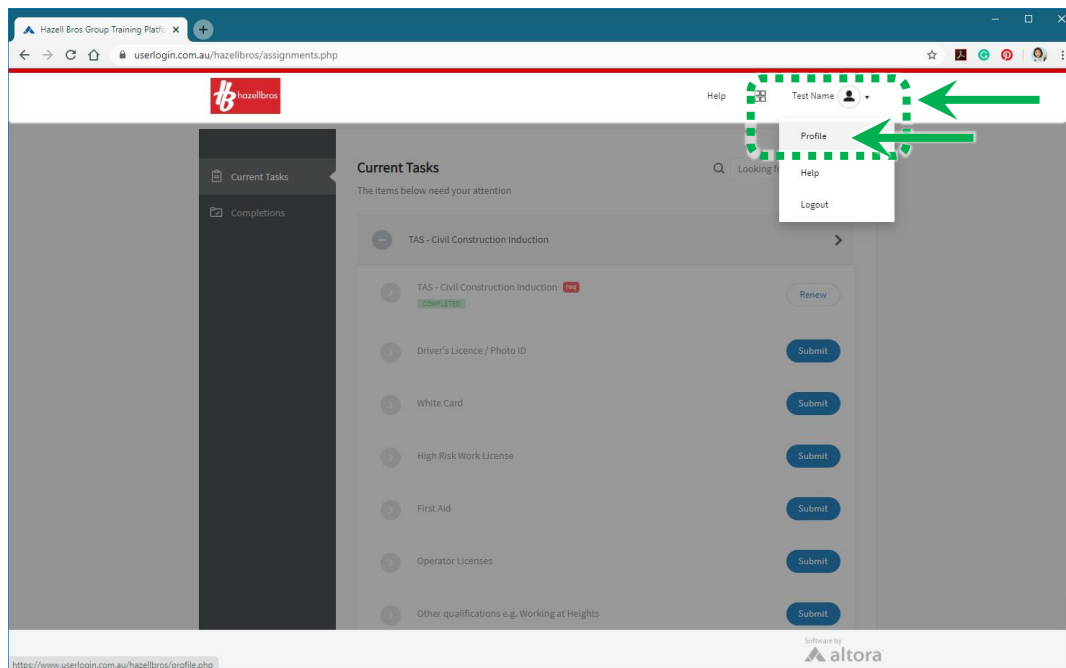 Hazell Bros Group Training Platfo
userlogin.com.au/hazellbros/assignments.php
hb hazellbros
Help
Test Name
Profile
Help
Logout
Current Tasks
Completions
Current Tasks
Looking fo
The items below need your attention
TAS - Civil Construction Induction
TAS - Civil Construction Induction req
COMPLETED
Renew
Driver's Licence / Photo ID
Submit
White Card
Submit
High Risk Work License
Submit
First Aid
Submit
Operator Licenses
Submit
Other qualifications e.g. Working at Heights
Submit
Software by
altora
https://www.userlogin.com.au/hazellbros/profile.php